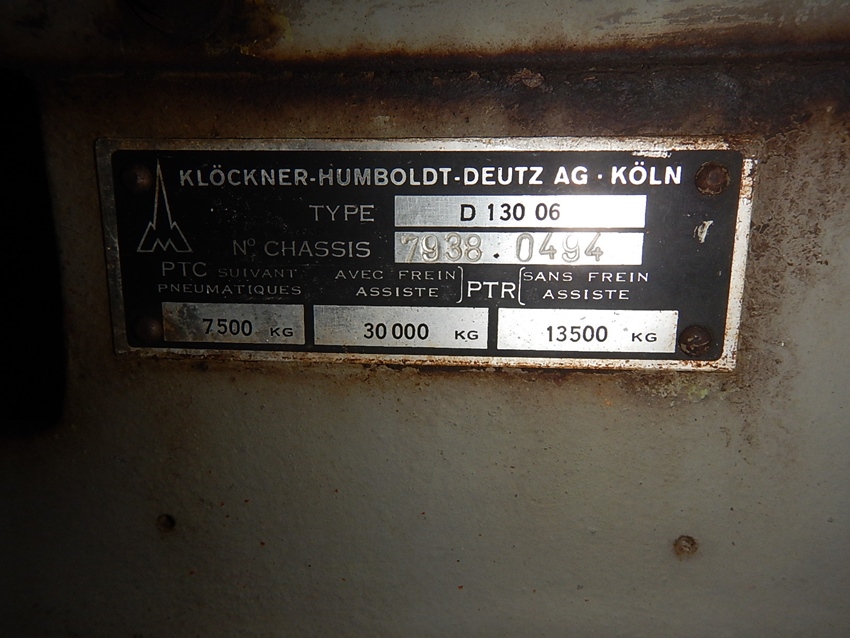 KLÖCKNER-HUMBOLDT-DEUTZ AG · KÖLN
TYPE D 130 06
Nº CHASSIS 7938.0494
PTC SUIVANT PNEUMATIQUES
AVEC FREIN ASSISTE
PTR
SANS FREIN ASSISTE
7500 KG
30 000 KG
13500 KG